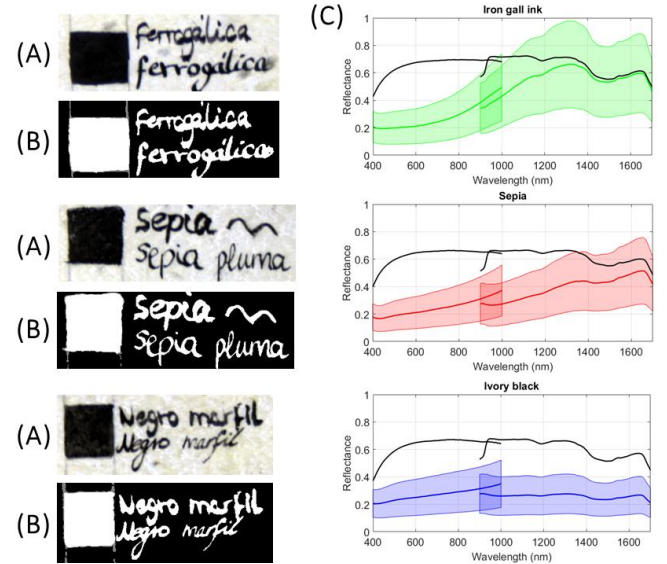 (A)
ferrogálica
ferrogálica
(B)
ferrogálica
ferrogálica
(A)
Sepia
Sepia pluma
(B)
Sepia
Sepia pluma
(A)
Negro marfil
Negro marfil
(B)
Negro marfil
Negro marfil
(C)
Iron gall ink
Reflectance
1
0.8
0.6
0.4
0.2
0
400 600 800 1000 1200 1400 1600
Wavelength (nm)
Sepia
Reflectance
1
0.8
0.6
0.4
0.2
0
400 600 800 1000 1200 1400 1600
Wavelength (nm)
Ivory black
Reflectance
1
0.8
0.6
0.4
0.2
0
400 600 800 1000 1200 1400 1600
Wavelength (nm)